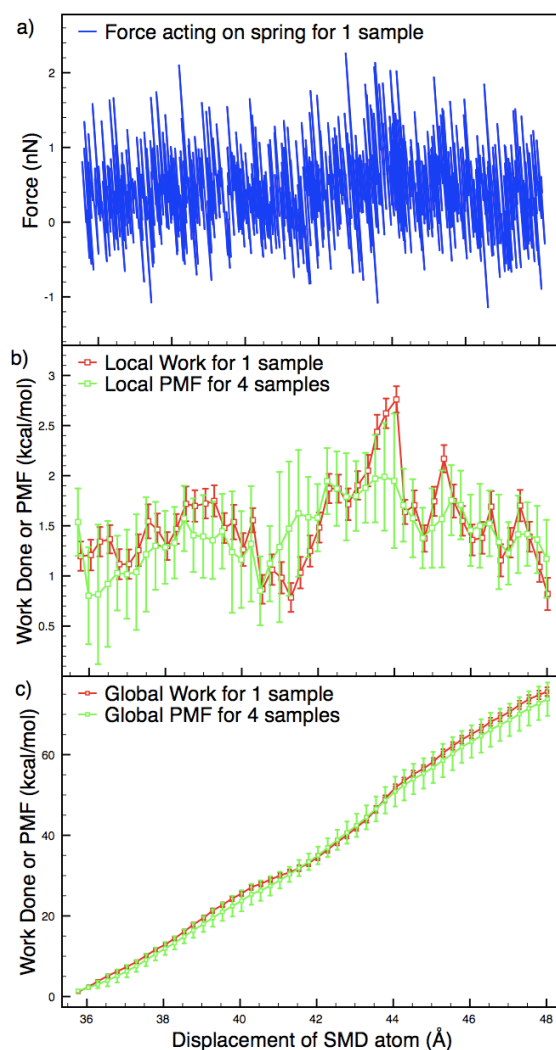 a)
Force acting on spring for 1 sample
2
1
0
-1
Force (nN)
b)
Local Work for 1 sample
Local PMF for 4 samples
3
2.5
2
1.5
1
0.5
Work Done or PMF (kcal/mol)
c)
Global Work for 1 sample
Global PMF for 4 samples
60
40
20
0
Work Done or PMF (kcal/mol)
36 38 40 42 44 46 48
Displacement of SMD atom (Å)